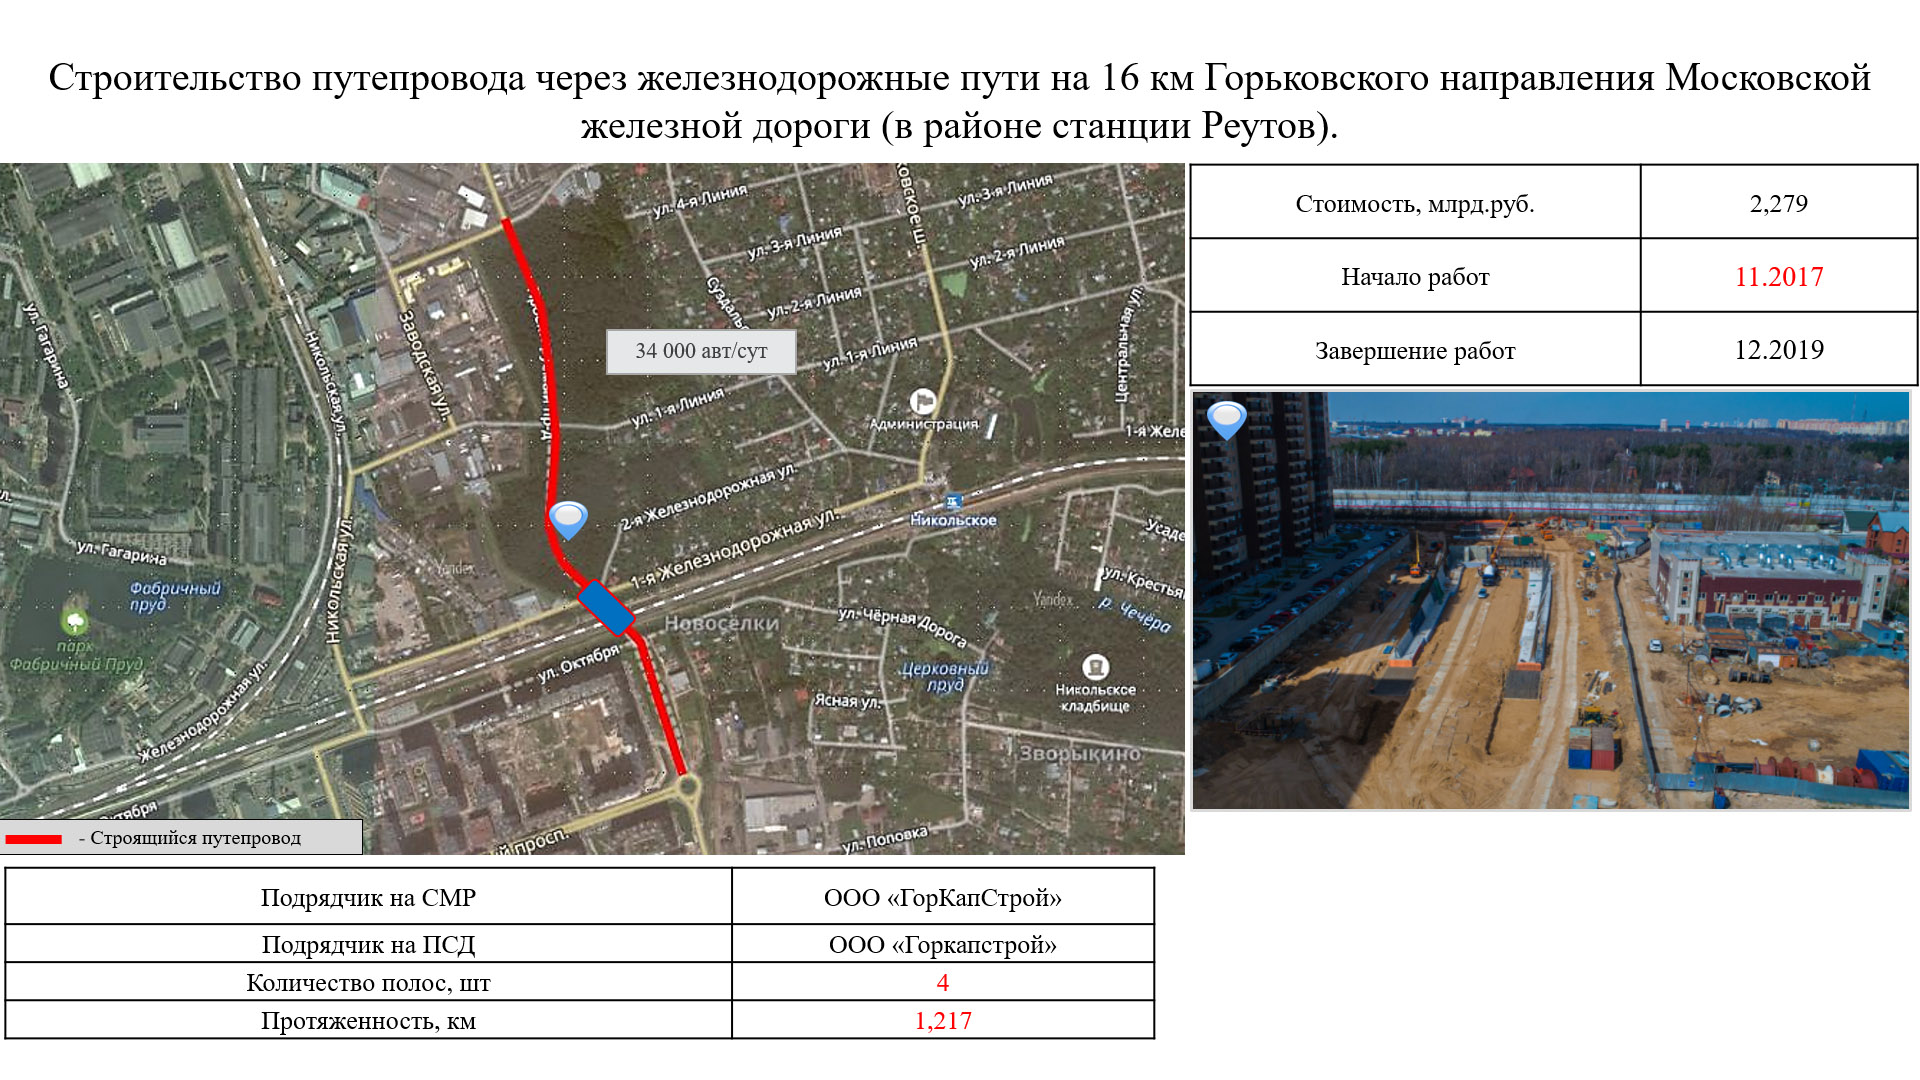 Строительство путепровода через железнодорожные пути на 16 км Горьковского направления Московской
железной дороги (в районе станции Реутов).
Стоимость, млрд.руб.
2,279
Начало работ
11.2017
Завершение работ
12.2019
ул. 4-я Линия
ул. 3-я Линия
ул. 3-я Линия
ул. 2-я Линия
ул. 2-я Линия
ул. 1-я Линия
ул. 1-я Линия
Центральная ул.
34 000 авт/сут
ул. Гагарина
Никольская ул.
Заводская ул.
Администрация
1-я Желе
2-я Железнодорожная ул.
1-я Железнодорожная ул.
Никольское
Усаде
ул. Гагарина
Никольская ул.
Yandex
Yandex
Фабричный
пруд
парк
Фабричный Пруд
ул. Крестья
р. Чечёра
Новосёлки
ул. Чёрная Дорога
Церковный
пруд
ул. Октября
Железнодорожная ул.
Ясная ул.
Никольское
кладбище
Зворыкино
ктября
ий просп.
ул. Поповка
- Строящийся путепровод
Подрядчик на СМР
ООО «ГорКапСтрой»
Подрядчик на ПСД
ООО «Горкапстрой»
Количество полос, шт
4
Протяженность, км
1,217